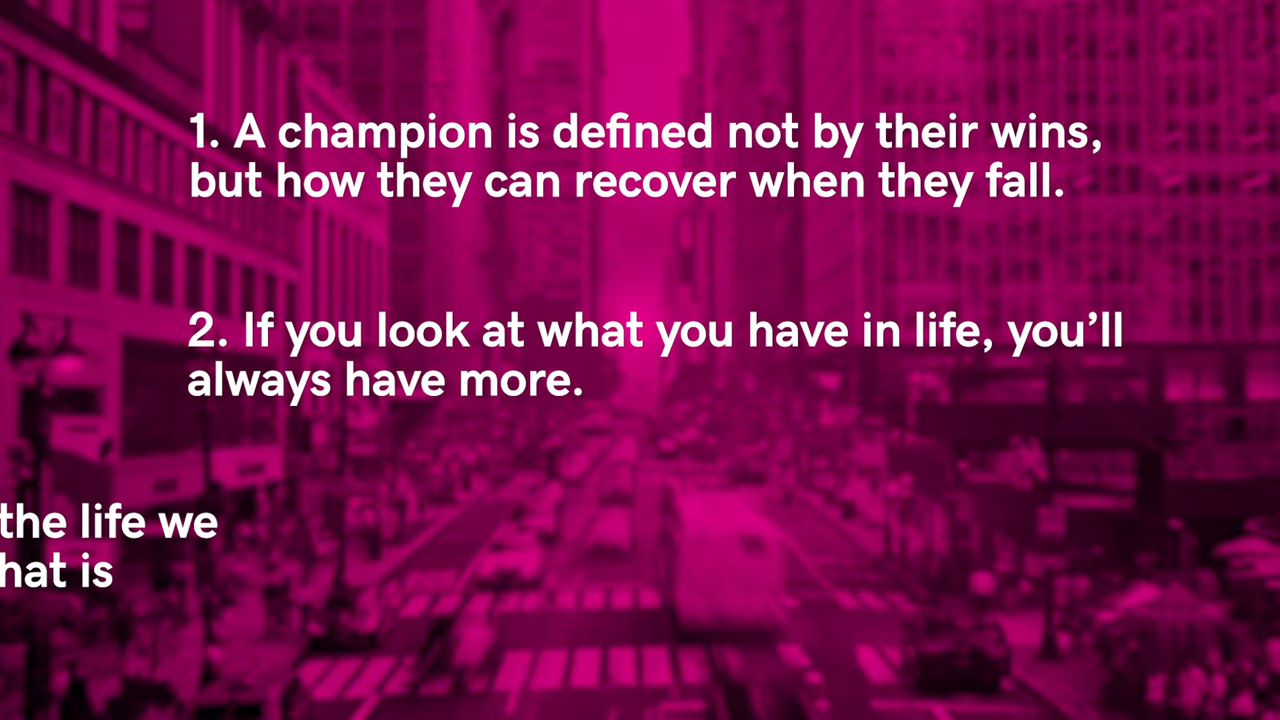 1. A champion is defined not by their wins,
but how they can recover when they fall.
2. If you look at what you have in life, you’ll
always have more.
the life we
hat is